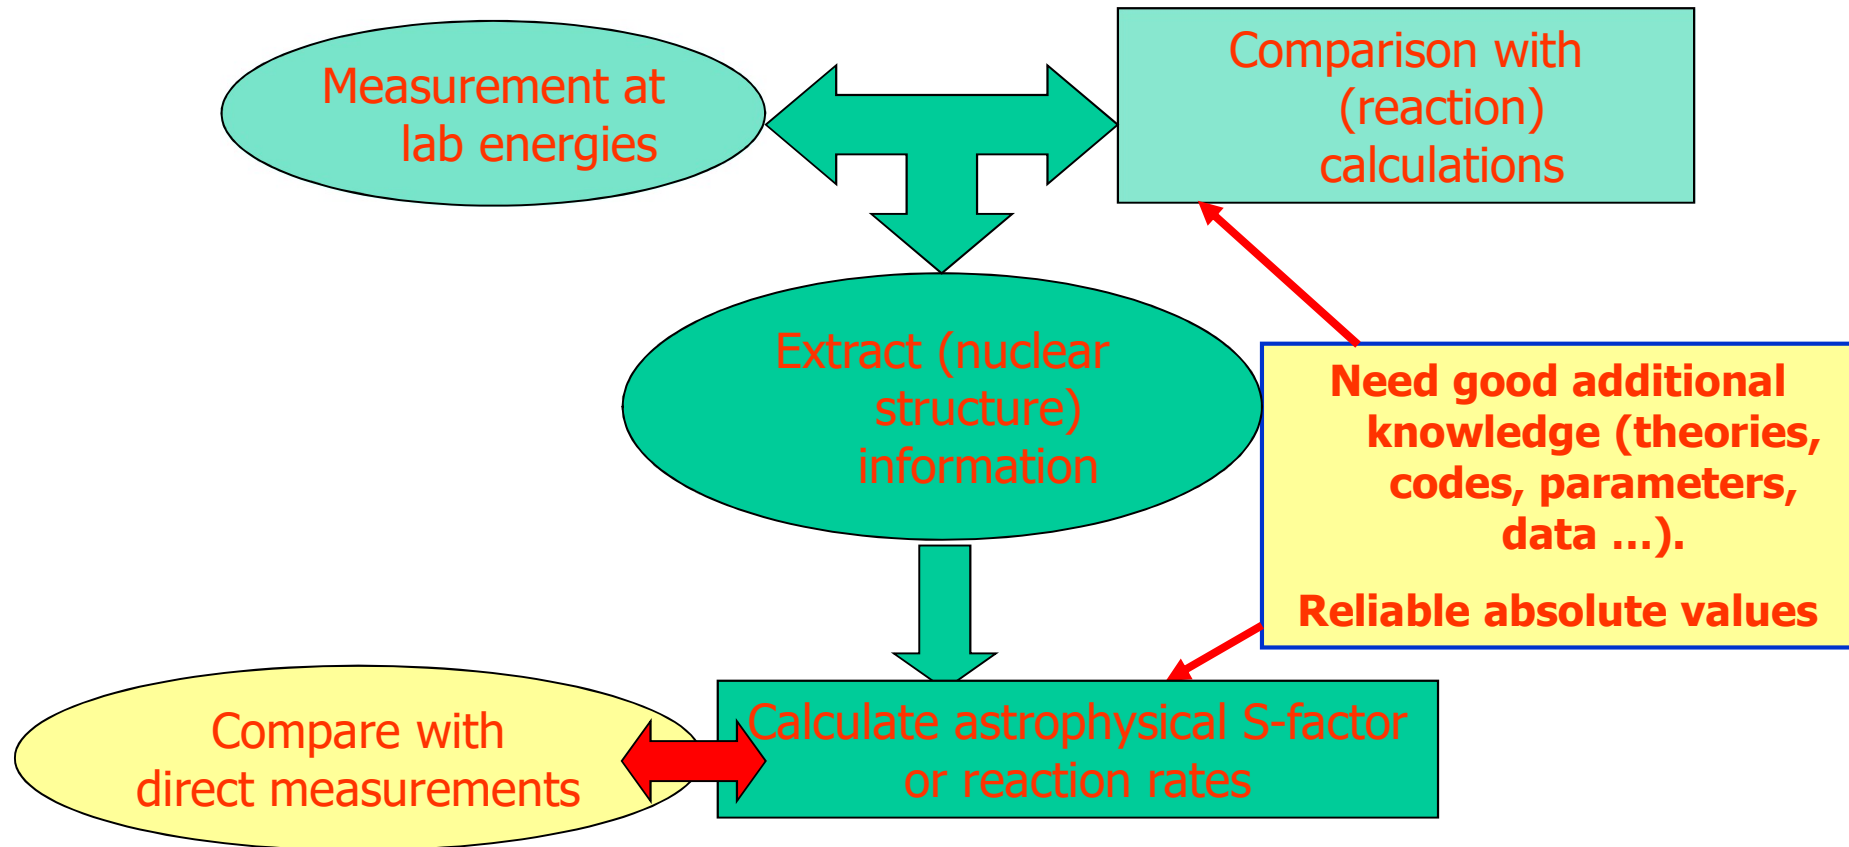 Measurement at
lab energies
Comparison with
(reaction)
calculations
Extract (nuclear
structure)
information
Need good additional
knowledge (theories,
codes, parameters,
data …).
Reliable absolute values
Compare with
direct measurements
Calculate astrophysical S-factor
or reaction rates